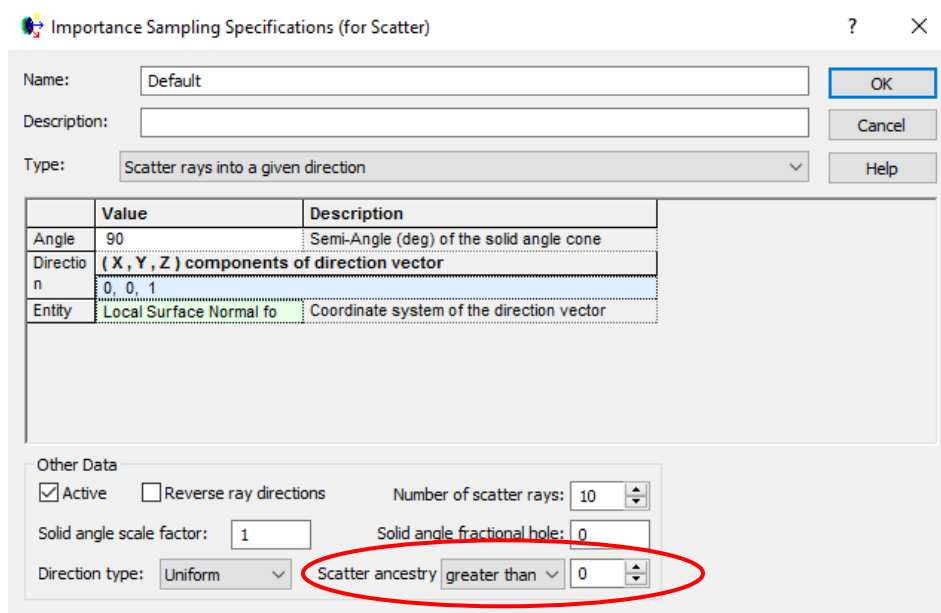 Importance Sampling Specifications (for Scatter) ?
Name: Default OK
Description: Cancel
Type: Scatter rays into a given direction Help
Value Description
Angle 90 Semi-Angle (deg) of the solid angle cone
Directio ( X , Y , Z ) components of direction vector
n 0, 0, 1
Entity Local Surface Normal fo Coordinate system of the direction vector
Other Data
Active Reverse ray directions Number of scatter rays: 10
Solid angle scale factor: 1 Solid angle fractional hole: 0
Direction type: Uniform Scatter ancestry greater than 0